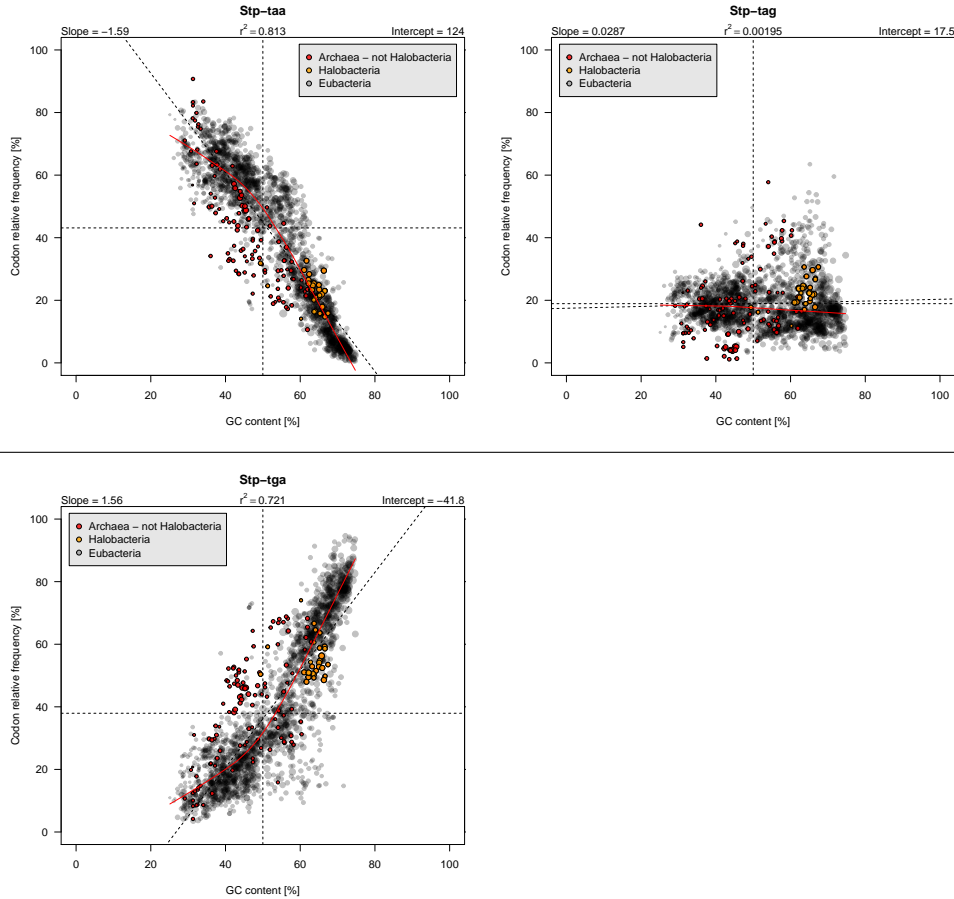 Stp−taa
Slope = −1.59 r² = 0.813 Intercept = 124
Archaea − not Halobacteria
Halobacteria
Eubacteria
100
80
60
40
20
0
Codon relative frequency [%]
0 20 40 60 80 100
GC content [%]
Stp−tag
Slope = 0.0287 r² = 0.00195 Intercept = 17.5
Archaea − not Halobacteria
Halobacteria
Eubacteria
100
80
60
40
20
0
Codon relative frequency [%]
0 20 40 60 80 100
GC content [%]
Stp−tga
Slope = 1.56 r² = 0.721 Intercept = −41.8
Archaea − not Halobacteria
Halobacteria
Eubacteria
100
80
60
40
20
0
Codon relative frequency [%]
0 20 40 60 80 100
GC content [%]